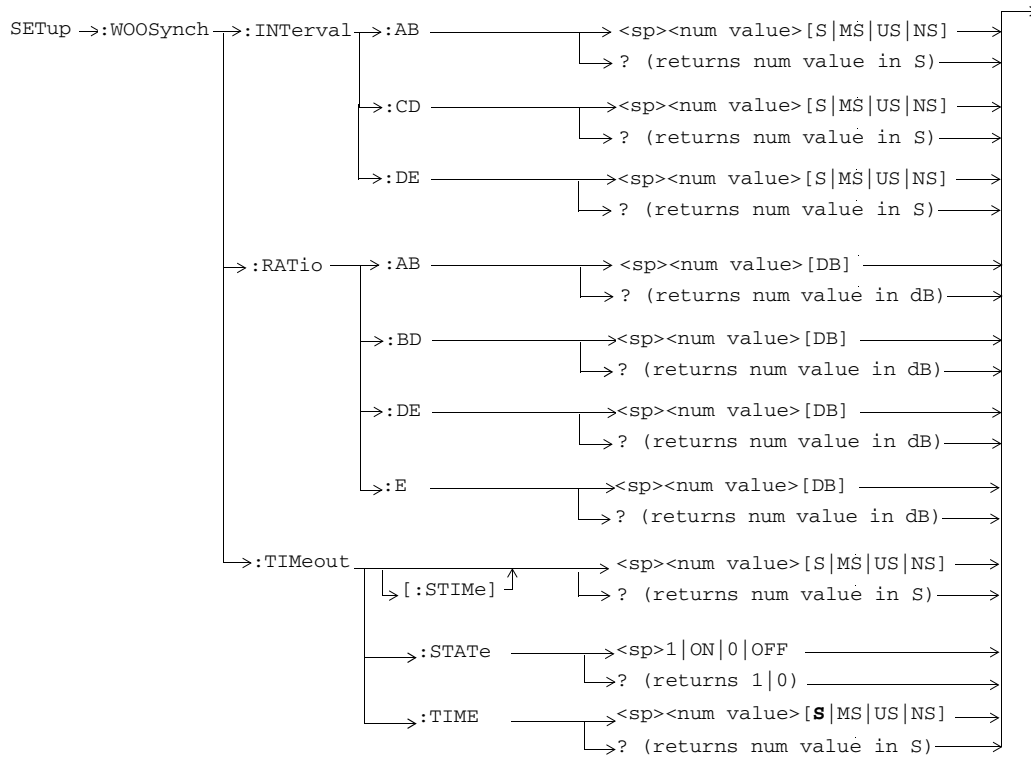 SETup :WOOSynch :INTerval :AB <sp><num value>[S|MS|US|NS]
? (returns num value in S)
:CD <sp><num value>[S|MS|US|NS]
? (returns num value in S)
:DE <sp><num value>[S|MS|US|NS]
? (returns num value in S)
:RATio :AB <sp><num value>[DB]
? (returns num value in dB)
:BD <sp><num value>[DB]
? (returns num value in dB)
:DE <sp><num value>[DB]
? (returns num value in dB)
:E <sp><num value>[DB]
? (returns num value in dB)
:TIMeout <sp><num value>[S|MS|US|NS]
[:STIMe] ? (returns num value in S)
:STATe <sp>1|ON|0|OFF
? (returns 1|0)
:TIME <sp><num value>[S|MS|US|NS]
? (returns num value in S)